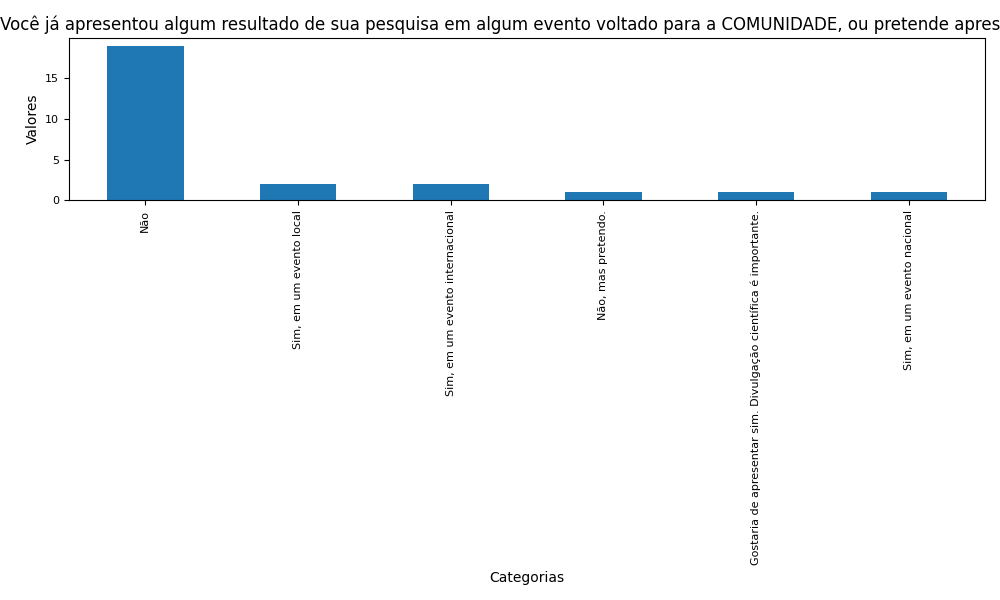 Você já apresentou algum resultado de sua pesquisa em algum evento voltado para a COMUNIDADE, ou pretende apres
Valores
15
10
5
0
Não
Sim, em um evento local
Sim, em um evento internacional
Não, mas pretendo.
Gostaria de apresentar sim. Divulgação científica é importante.
Sim, em um evento nacional
Categorias